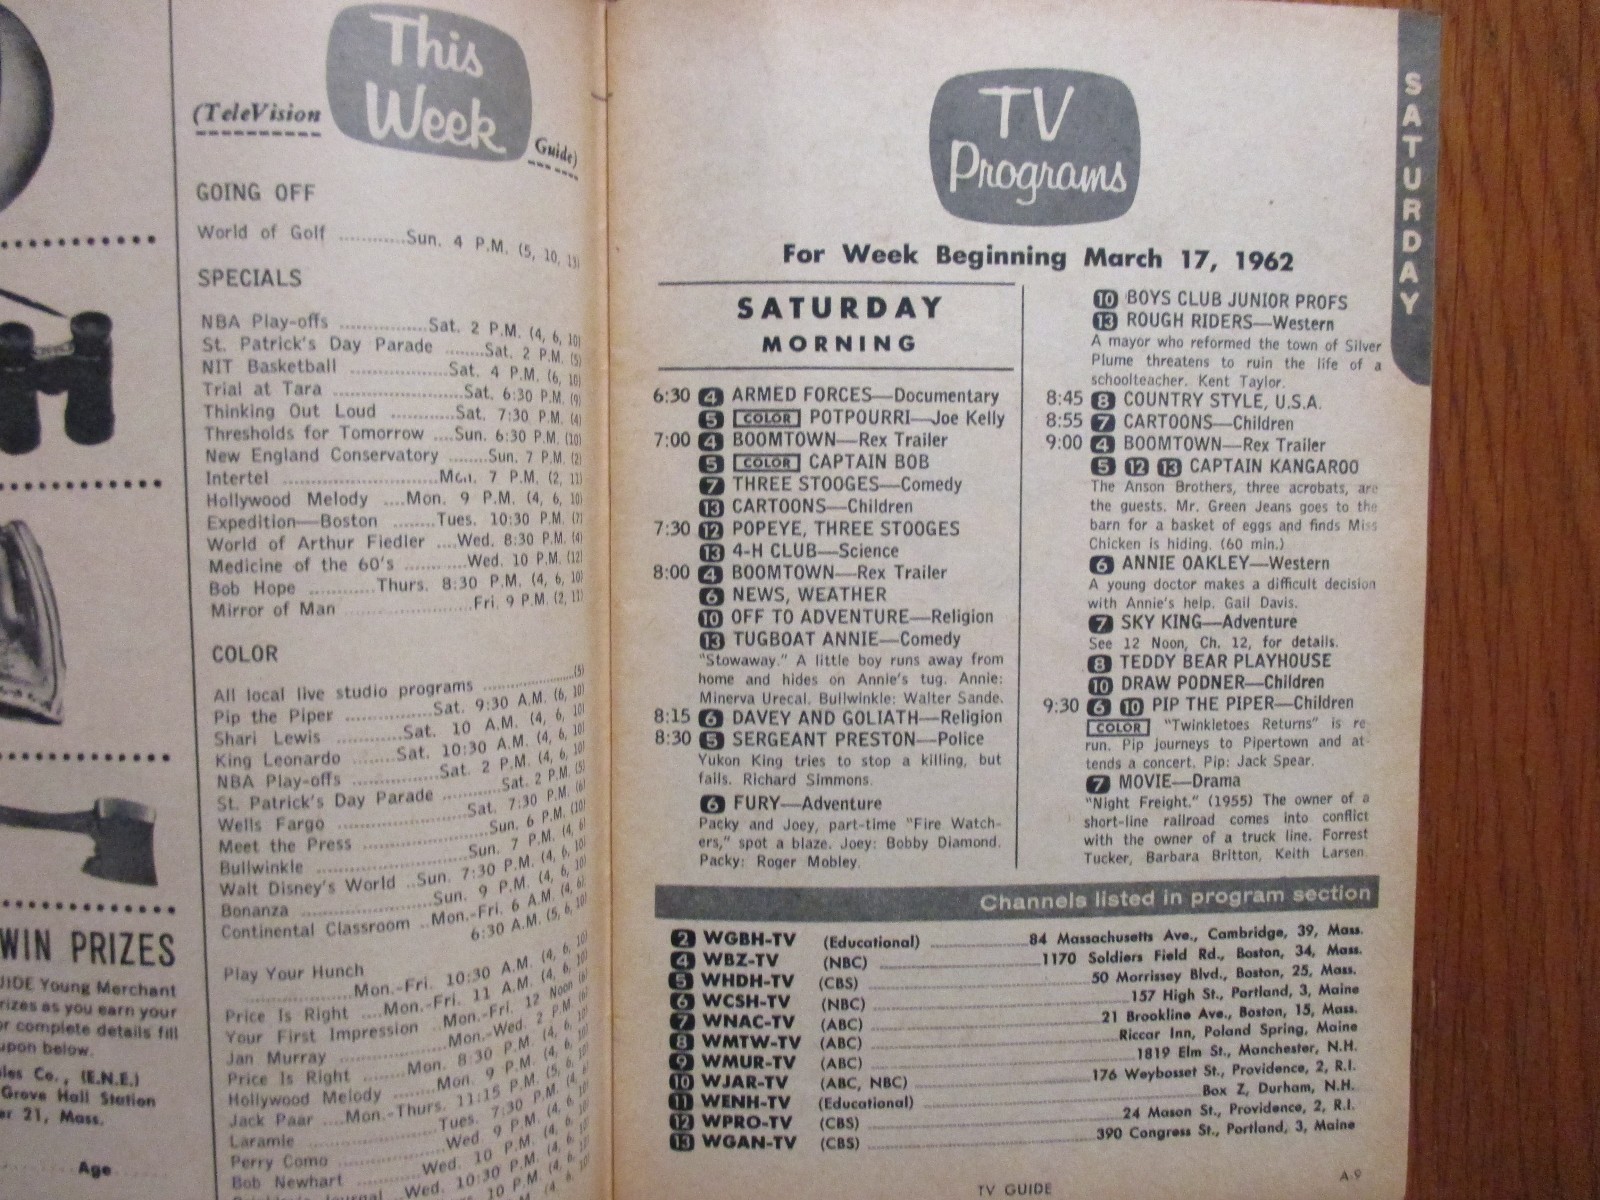 WIN PRIZES
UIDE Young Merchant
rizes as you earn your
or complete details fill
upon below.
les Co., (E.N.E.)
Grove Hall Station
er 21, Mass.
Age
This
Week
(TeleVision
Guide)
GOING OFF
World of Golf ............Sun. 4 P.M. (5, 10, 13)
SPECIALS
NBA Play-offs ..............Sat. 2 P.M. (4, 6, 10)
St. Patrick's Day Parade ........Sat. 2 P.M. (5)
NIT Basketball ................Sat. 4 P.M. (6, 10)
Trial at Tara ....................Sat. 6:30 P.M. (9)
Thinking Out Loud ..........Sat. 7:30 P.M. (4)
Thresholds for Tomorrow ....Sun. 6:30 P.M. (10)
New England Conservatory ........Sun. 7 P.M. (2)
Intertel ........................Mon. 7 P.M. (2, 11)
Hollywood Melody ....Mon. 9 P.M. (4, 6, 10)
Expedition—Boston ........Tues. 10:30 P.M. (7)
World of Arthur Fiedler ....Wed. 8:30 P.M. (4)
Medicine of the 60's ..........Wed. 10 P.M. (12)
Bob Hope ............Thurs. 8:30 P.M. (4, 6, 10)
Mirror of Man ....................Fri. 9 P.M. (2, 11)
COLOR
All local live studio programs ..................(5)
Pip the Piper ..............Sat. 9:30 A.M. (6, 10)
Shari Lewis ............Sat. 10 A.M. (4, 6, 10)
King Leonardo ........Sat. 10:30 A.M. (4, 6, 10)
NBA Play-offs ..............Sat. 2 P.M. (4, 6, 10)
St. Patrick's Day Parade ..........Sat. 2 P.M. (5)
Wells Fargo ....................Sat. 7:30 P.M. (6)
Meet the Press ..................Sun. 6 P.M. (10)
Bullwinkle ....................Sun. 7 P.M. (4, 6)
Walt Disney's World ..Sun. 7:30 P.M. (4, 6, 10)
Bonanza ..................Sun. 9 P.M. (4, 6, 10)
Continental Classroom ..Mon.-Fri. 6 A.M. (4, 6)
6:30 A.M. (5, 6, 10)
Play Your Hunch
..............Mon.-Fri. 10:30 A.M. (4, 6, 10)
Price Is Right ....Mon.-Fri. 11 A.M. (4, 6, 10)
Your First Impression ..Mon.-Fri. 12 Noon (6)
Jan Murray ..............Mon.-Wed. 2 P.M.
Price Is Right ........Mon. 8:30 P.M. (4, 6, 10)
Hollywood Melody ......Mon. 9 P.M. (4, 6, 10)
Jack Paar ....Mon.-Thurs. 11:15 P.M. (5, 6, 10)
Laramie ..................Tues. 7:30 P.M. (4, 6)
Perry Como ..............Wed 9 P.M. (4, 6, 10)
Bob Newhart ..........Wed. 10 P.M. (4, 6,
Journal ..Wed. 10:30 P.M. (4, 6, 10)
10 P.M. (4, 6
TV
Programs
For Week Beginning March 17, 1962
SATURDAY
SATURDAY
MORNING
6:30 4 ARMED FORCES—Documentary
5 COLOR POTPOURRI—Joe Kelly
7:00 4 BOOMTOWN—Rex Trailer
5 COLOR CAPTAIN BOB
7 THREE STOOGES—Comedy
13 CARTOONS—Children
7:30 12 POPEYE, THREE STOOGES
13 4-H CLUB—Science
8:00 4 BOOMTOWN—Rex Trailer
6 NEWS, WEATHER
10 OFF TO ADVENTURE—Religion
13 TUGBOAT ANNIE—Comedy
"Stowaway." A little boy runs away from
home and hides on Annie's tug. Annie:
Minerva Urecal. Bullwinkle: Walter Sande.
8:15 6 DAVEY AND GOLIATH—Religion
8:30 5 SERGEANT PRESTON—Police
Yukon King tries to stop a killing, but
fails. Richard Simmons.
6 FURY—Adventure
Packy and Joey, part-time "Fire Watch-
ers," spot a blaze. Joey: Bobby Diamond.
Packy: Roger Mobley.
10 BOYS CLUB JUNIOR PROFS
13 ROUGH RIDERS—Western
A mayor who reformed the town of Silver
Plume threatens to ruin the life of a
schoolteacher. Kent Taylor.
8:45 8 COUNTRY STYLE, U.S.A.
8:55 7 CARTOONS—Children
9:00 4 BOOMTOWN—Rex Trailer
5 12 13 CAPTAIN KANGAROO
The Anson Brothers, three acrobats, are
the guests. Mr. Green Jeans goes to the
barn for a basket of eggs and finds Miss
Chicken is hiding. (60 min.)
6 ANNIE OAKLEY—Western
A young doctor makes a difficult decision
with Annie's help. Gail Davis.
7 SKY KING—Adventure
See 12 Noon, Ch. 12, for details.
8 TEDDY BEAR PLAYHOUSE
10 DRAW PODNER—Children
9:30 6 10 PIP THE PIPER—Children
COLOR "Twinkletoes Returns" is re-
run. Pip journeys to Pipertown and at-
tends a concert. Pip: Jack Spear.
7 MOVIE—Drama
"Night Freight." (1955) The owner of a
short-line railroad comes into conflict
with the owner of a truck line. Forrest
Tucker, Barbara Britton, Keith Larsen.
Channels listed in program section
2 WGBH-TV (Educational) ........84 Massachusetts Ave., Cambridge, 39, Mass.
4 WBZ-TV (NBC) ........1170 Soldiers Field Rd., Boston, 34, Mass.
5 WHDH-TV (CBS) ........50 Morrissey Blvd., Boston, 25, Mass.
6 WCSH-TV (NBC) ........157 High St., Portland, 3, Maine
7 WNAC-TV (ABC) ........21 Brookline Ave., Boston, 15, Mass.
8 WMTW-TV (ABC) ........Riccar Inn, Poland Spring, Maine
9 WMUR-TV (ABC) ........1819 Elm St., Manchester, N.H.
10 WJAR-TV (ABC, NBC) ........176 Weybosset St., Providence, 2, R.I.
11 WENH-TV (Educational) ........Box Z, Durham, N.H.
12 WPRO-TV (CBS) ........24 Mason St., Providence, 2, R.I.
13 WGAN-TV (CBS) ........390 Congress St., Portland, 3, Maine
TV GUIDE
A-9